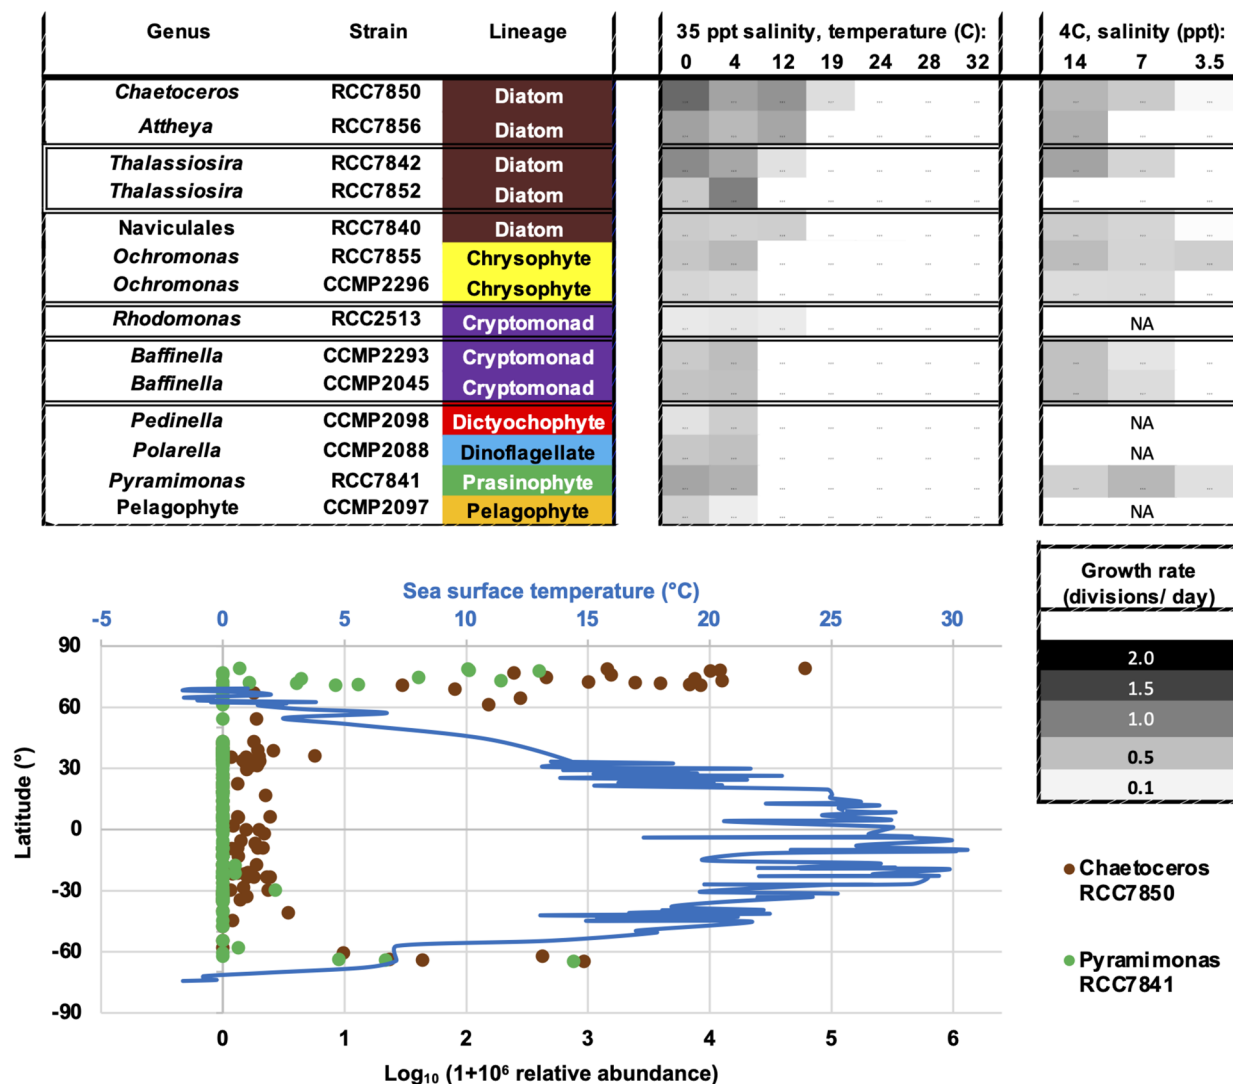 Genus Strain Lineage 35 ppt salinity, temperature (C): 4C, salinity (ppt):
0 4 12 19 24 28 32 14 7 3.5
Chaetoceros RCC7850 Diatom
Attheya RCC7856 Diatom
Thalassiosira RCC7842 Diatom
Thalassiosira RCC7852 Diatom
Naviculales RCC7840 Diatom
Ochromonas RCC7855 Chrysophyte
Ochromonas CCMP2296 Chrysophyte
Rhodomonas RCC2513 Cryptomonad NA
Baffinella CCMP2293 Cryptomonad
Baffinella CCMP2045 Cryptomonad
Pedinella CCMP2098 Dictyochophyte NA
Polarella CCMP2088 Dinoflagellate NA
Pyramimonas RCC7841 Prasinophyte
Pelagophyte CCMP2097 Pelagophyte NA
Growth rate
(divisions/ day)
2.0
1.5
1.0
0.5
0.1
Sea surface temperature (°C)
-5 0 5 10 15 20 25 30
90
60
30
0
-30
-60
-90
Latitude (°)
0 1 2 3 4 5 6
Log₁₀ (1+10⁶ relative abundance)
Chaetoceros
RCC7850
Pyramimonas
RCC7841